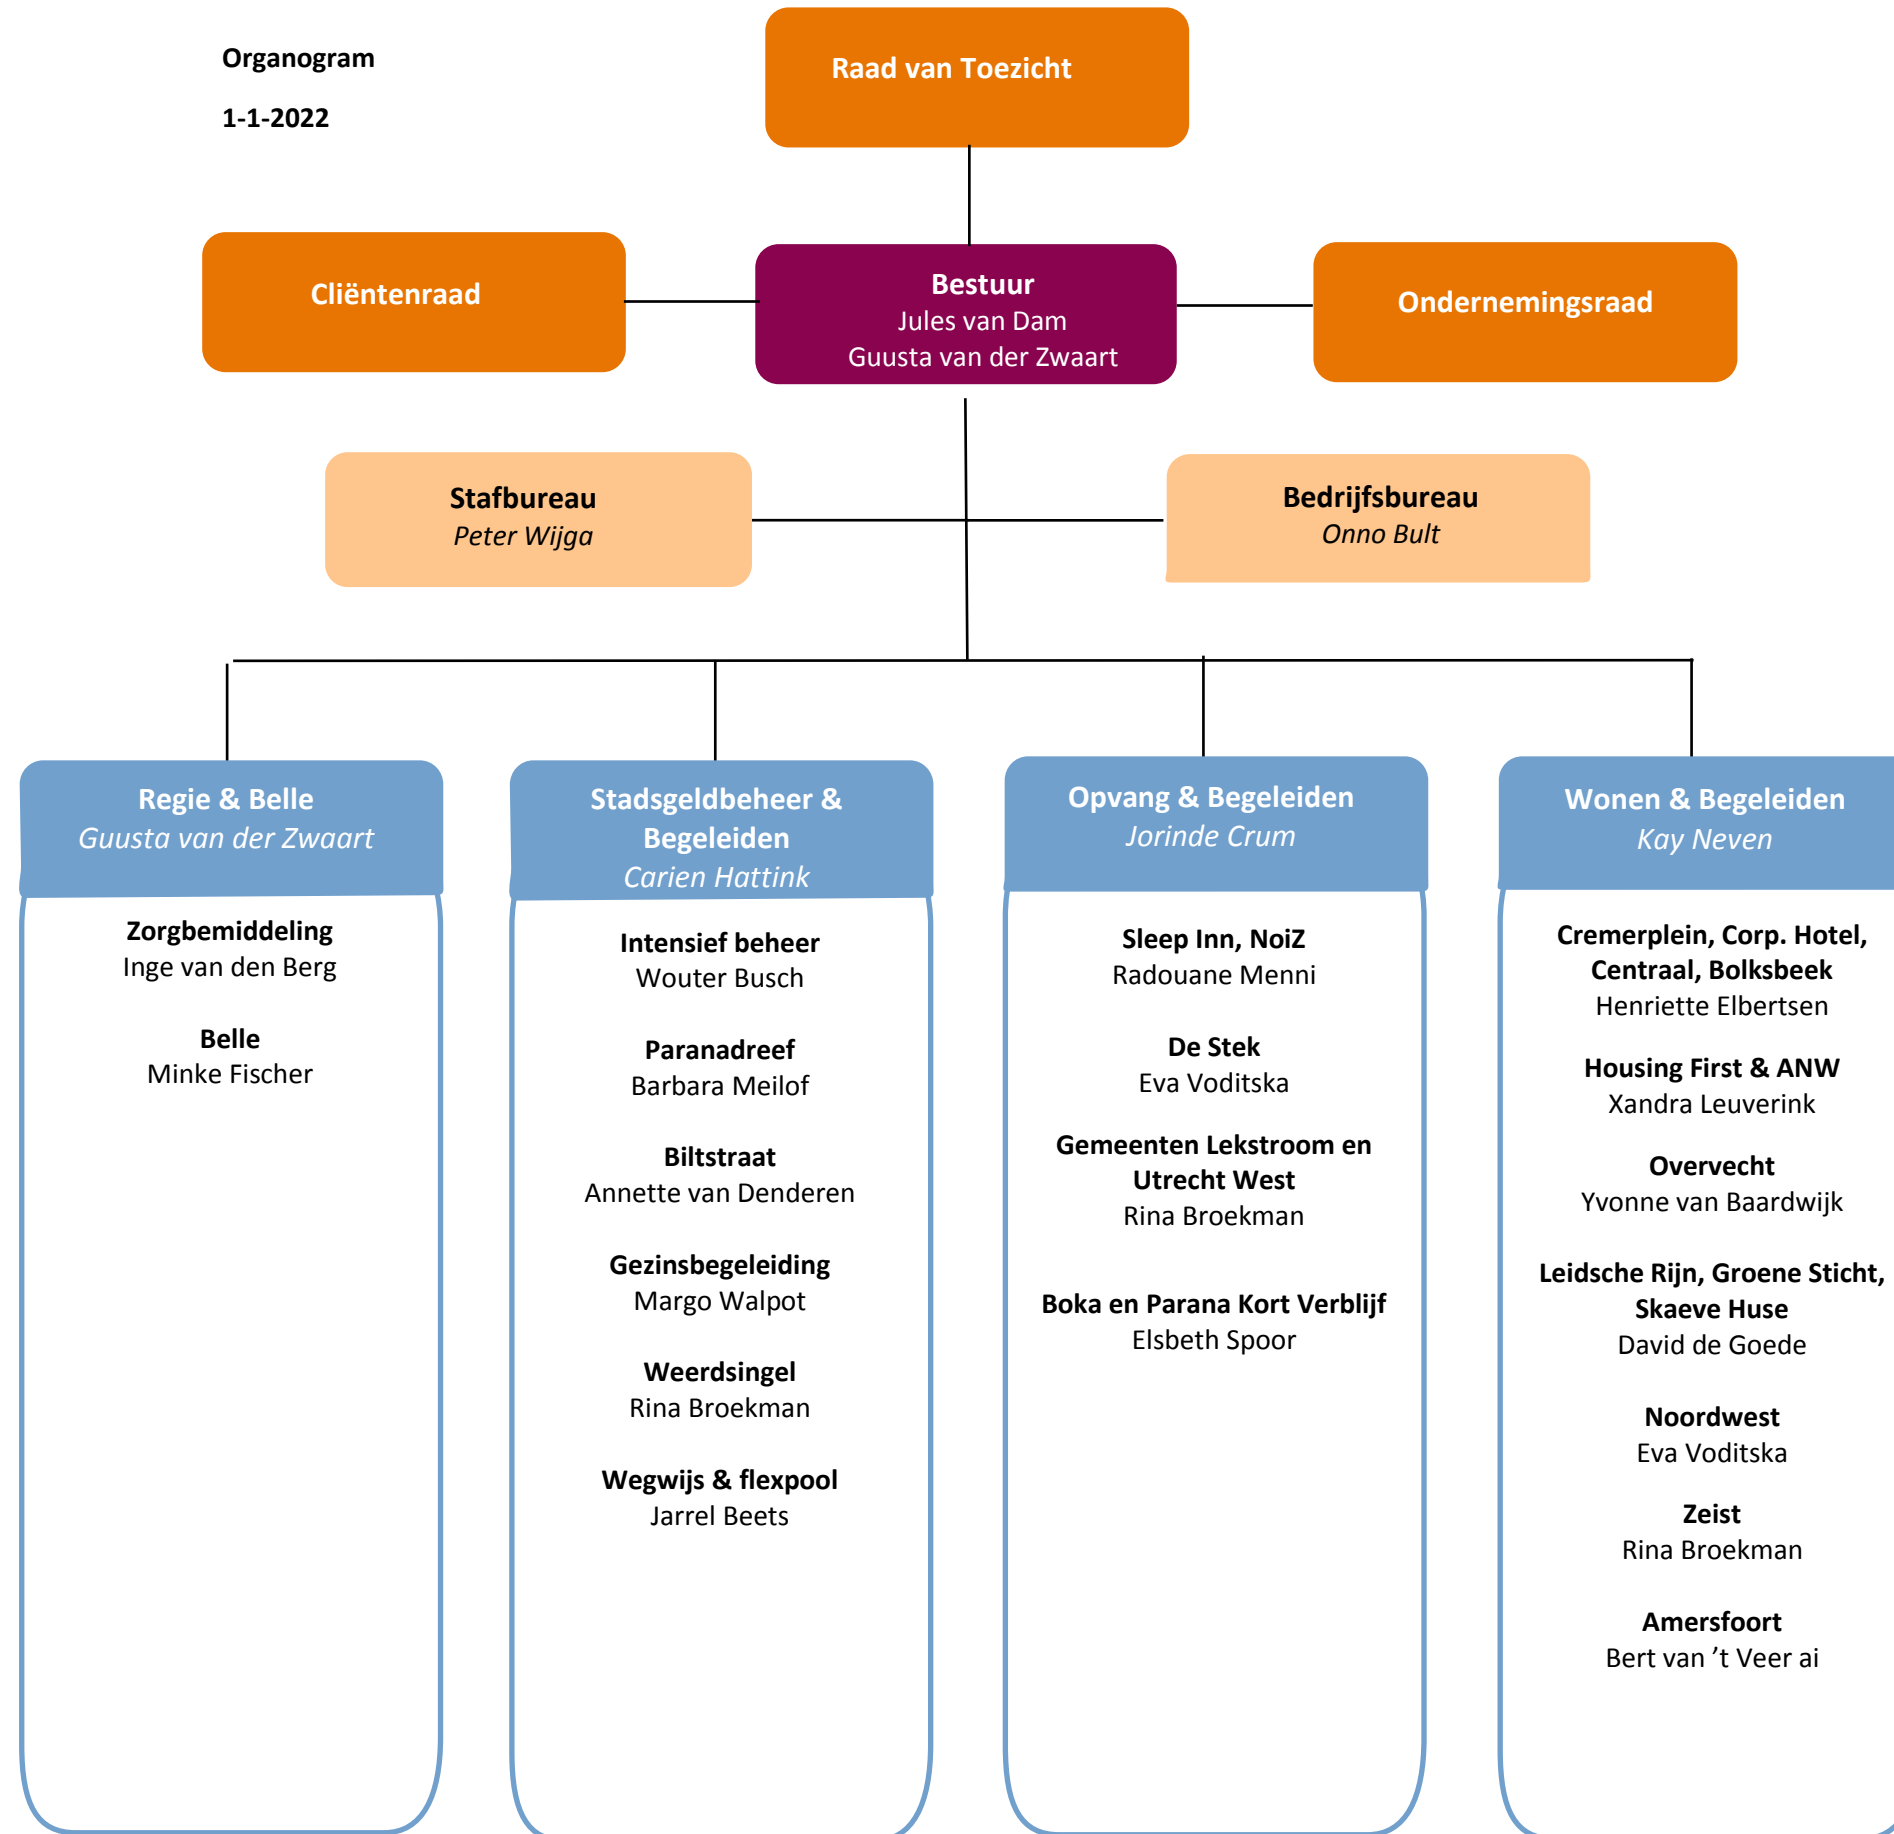 Organogram
1-1-2022
Raad van Toezicht
Cliëntenraad
Bestuur
Jules van Dam
Guusta van der Zwaart
Ondernemingsraad
Stafbureau
Peter Wijga
Bedrijfsbureau
Onno Bult
Regie & Belle
Guusta van der Zwaart
Zorgbemiddeling
Inge van den Berg
Belle
Minke Fischer
Stadsgeldbeheer &
Begeleiden
Carien Hattink
Intensief beheer
Wouter Busch
Paranadreef
Barbara Meilof
Biltstraat
Annette van Denderen
Gezinsbegeleiding
Margo Walpot
Weerdsingel
Rina Broekman
Wegwijs & flexpool
Jarrel Beets
Opvang & Begeleiden
Jorinde Crum
Sleep Inn, NoiZ
Radouane Menni
De Stek
Eva Voditska
Gemeenten Lekstroom en
Utrecht West
Rina Broekman
Boka en Parana Kort Verblijf
Elsbeth Spoor
Wonen & Begeleiden
Kay Neven
Cremerplein, Corp. Hotel,
Centraal, Bolksbeek
Henriette Elbertsen
Housing First & ANW
Xandra Leuverink
Overvecht
Yvonne van Baardwijk
Leidsche Rijn, Groene Sticht,
Skaeve Huse
David de Goede
Noordwest
Eva Voditska
Zeist
Rina Broekman
Amersfoort
Bert van ’t Veer ai